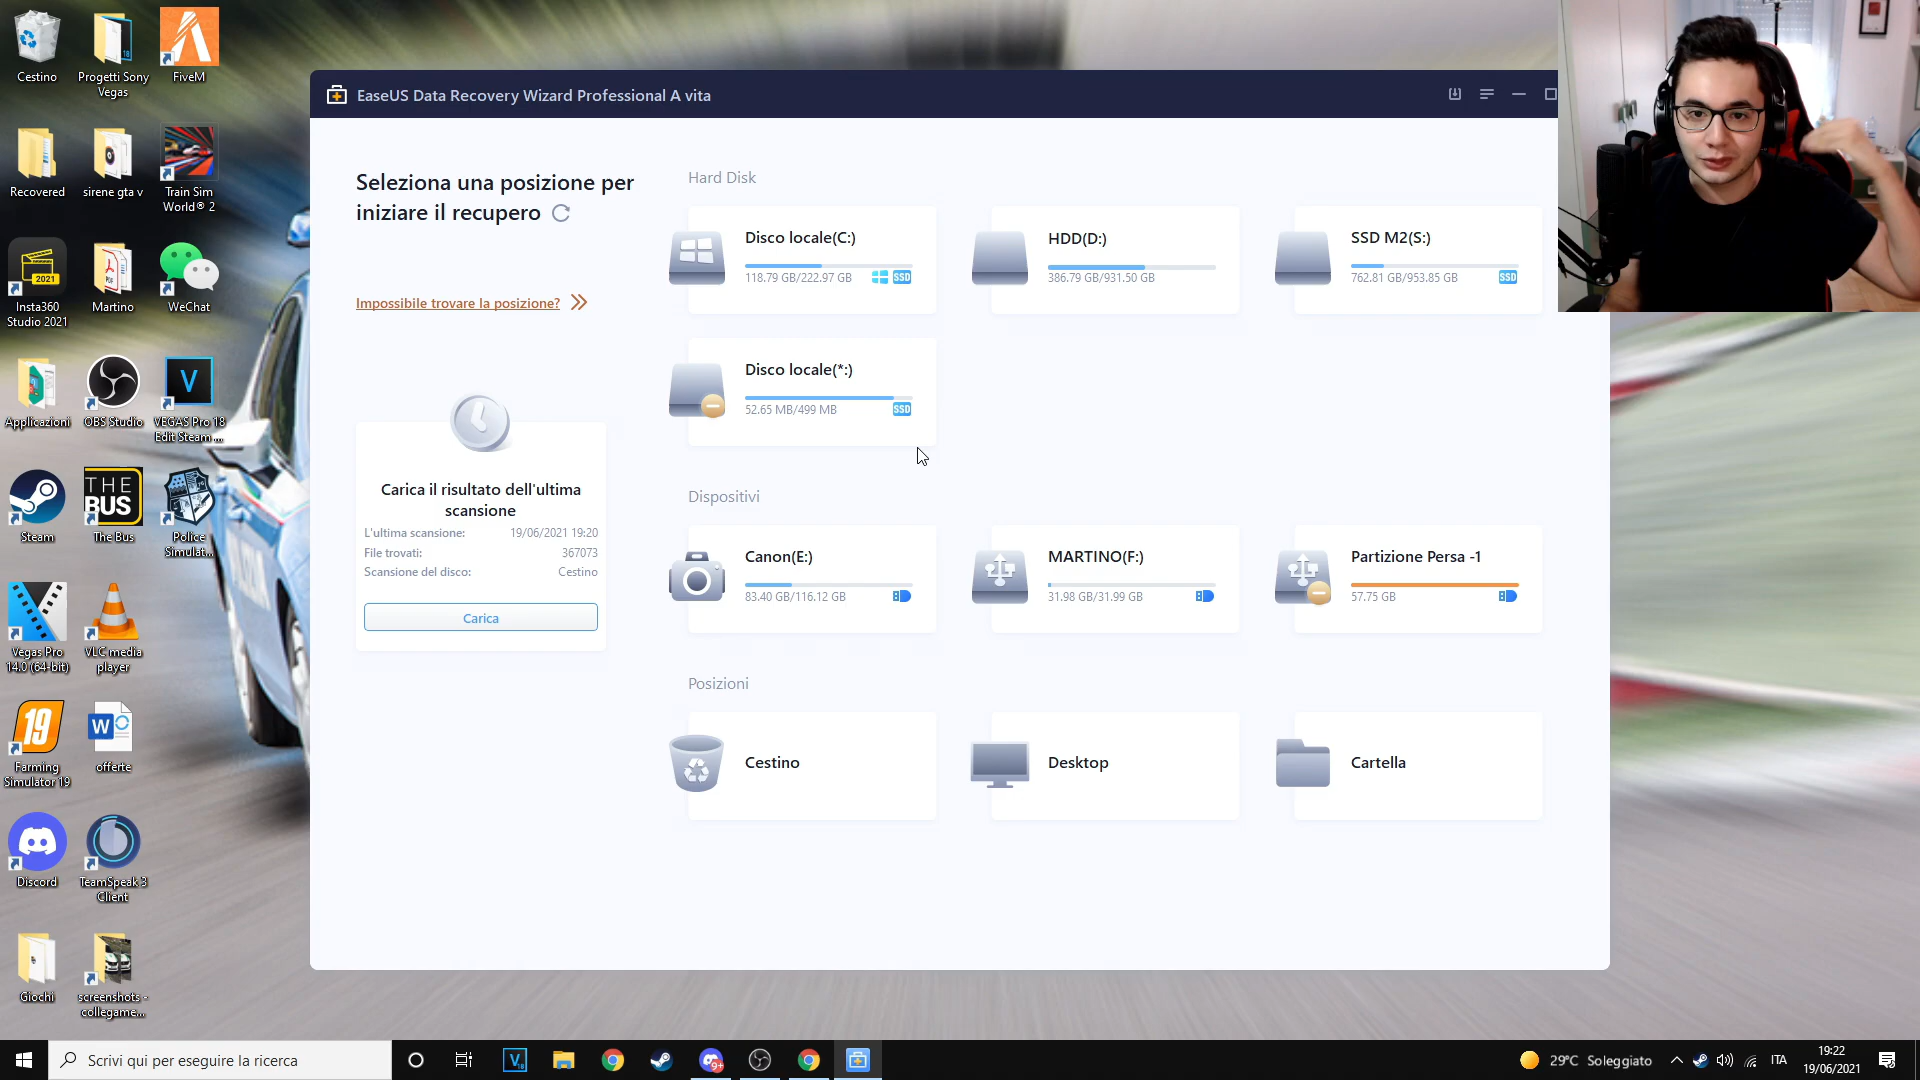 Cestino
Progetti Sony
Vegas
FiveM
Recovered
sirene gta v
Train Sim
World® 2
2021
Insta360
Studio 2021
Martino
WeChat
Applicazioni
OBS Studio
VEGAS Pro 18
Edit Steam ...
Steam
THE
BUS
The Bus
Police
Simulat...
Vegas Pro
14.0 (64-bit)
VLC media
player
19
Farming
Simulator 19
offerte
Discord
TeamSpeak 3
Client
Giochi
screenshots -
collegame...
EaseUS Data Recovery Wizard Professional A vita
Seleziona una posizione per
iniziare il recupero
Impossibile trovare la posizione?
Carica il risultato dell'ultima
scansione
L'ultima scansione: 19/06/2021 19:20
File trovati: 367073
Scansione del disco: Cestino
Carica
Hard Disk
Disco locale(C:)
118.79 GB/222.97 GB SSD
HDD(D:)
386.79 GB/931.50 GB
SSD M2(S:)
762.81 GB/953.85 GB SSD
Disco locale(*:)
52.65 MB/499 MB SSD
Dispositivi
Canon(E:)
83.40 GB/116.12 GB
MARTINO(F:)
31.98 GB/31.99 GB
Partizione Persa -1
57.75 GB
Posizioni
Cestino
Desktop
Cartella
Scrivi qui per eseguire la ricerca
9+
29°C Soleggiato
ITA
19:22
19/06/2021